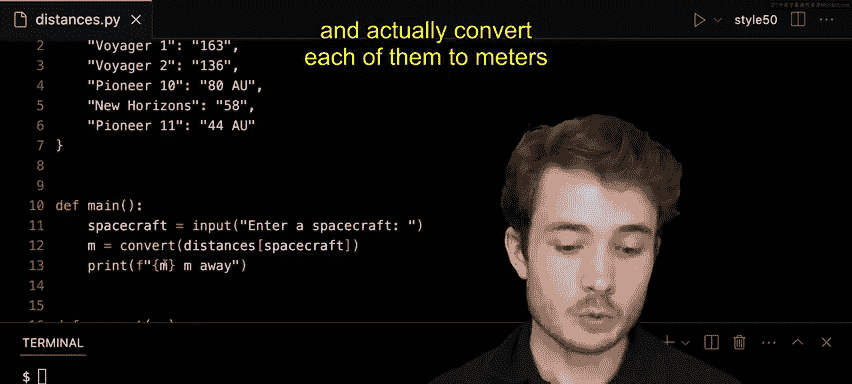 distances.py
style50
and actually convert
each of them to meters
2 "Voyager 1": "163",
3 "Voyager 2": "136",
4 "Pioneer 10": "80 AU",
5 "New Horizons": "58",
6 "Pioneer 11": "44 AU"
7 }
8
9
10 def main():
11 spacecraft = input("Enter a spacecraft: ")
12 m = convert(distances[spacecraft])
13 print(f"{m} m away")
14
15
TERMINAL
$